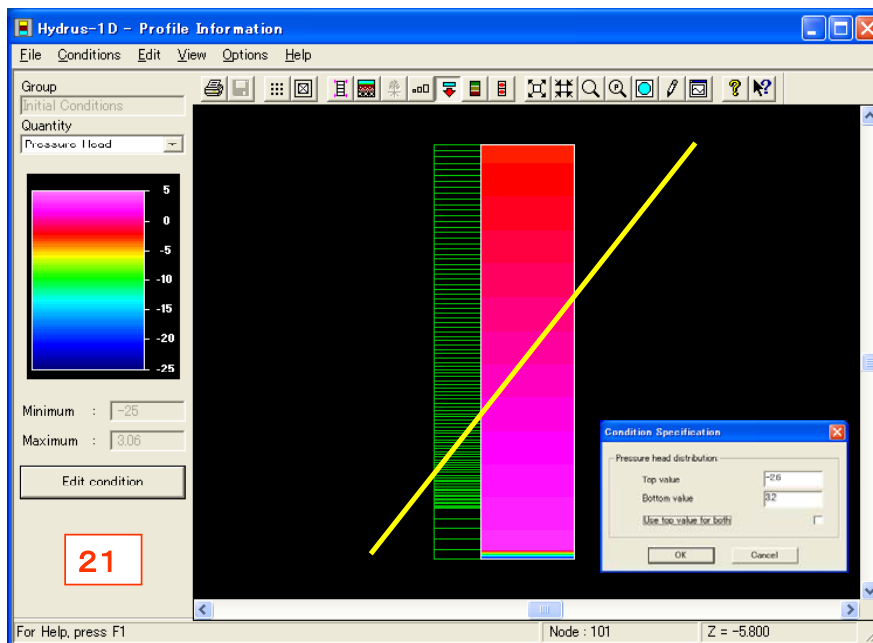 Hydrus-1D - Profile Information
File Conditions Edit View Options Help
Group
Initial Conditions
Quantity
Pressure Head
5
0
-5
-10
-15
-20
-25
Minimum : -25
Maximum : 3.06
Edit condition
21
Condition Specification
Pressure head distribution:
Top value -2.6
Bottom value 3.2
Use top value for both
OK Cancel
For Help, press F1 Node : 101 Z = -5.800